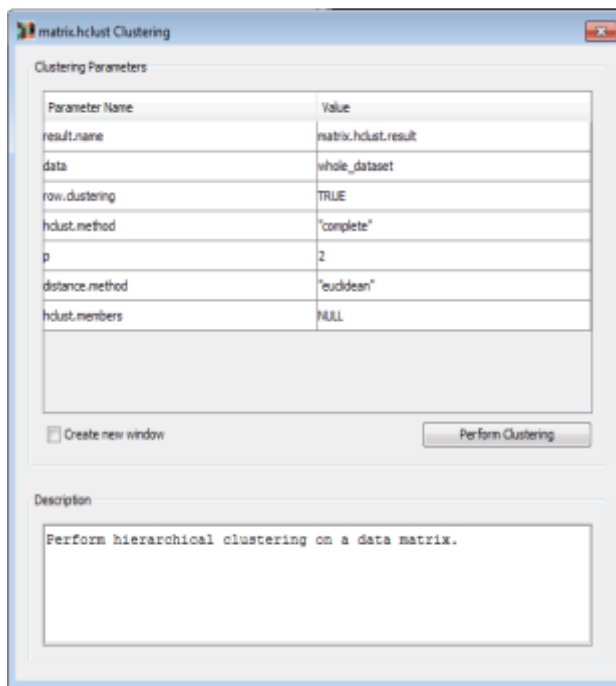 matrix.hclust Clustering
Clustering Parameters
Parameter Name Value
result.name matrix.hclust.result
data whole_dataset
row.clustering TRUE
hclust.method "complete"
p 2
distance.method "euclidean"
hclust.members NULL
Create new window Perform Clustering
Description
Perform hierarchical clustering on a data matrix.